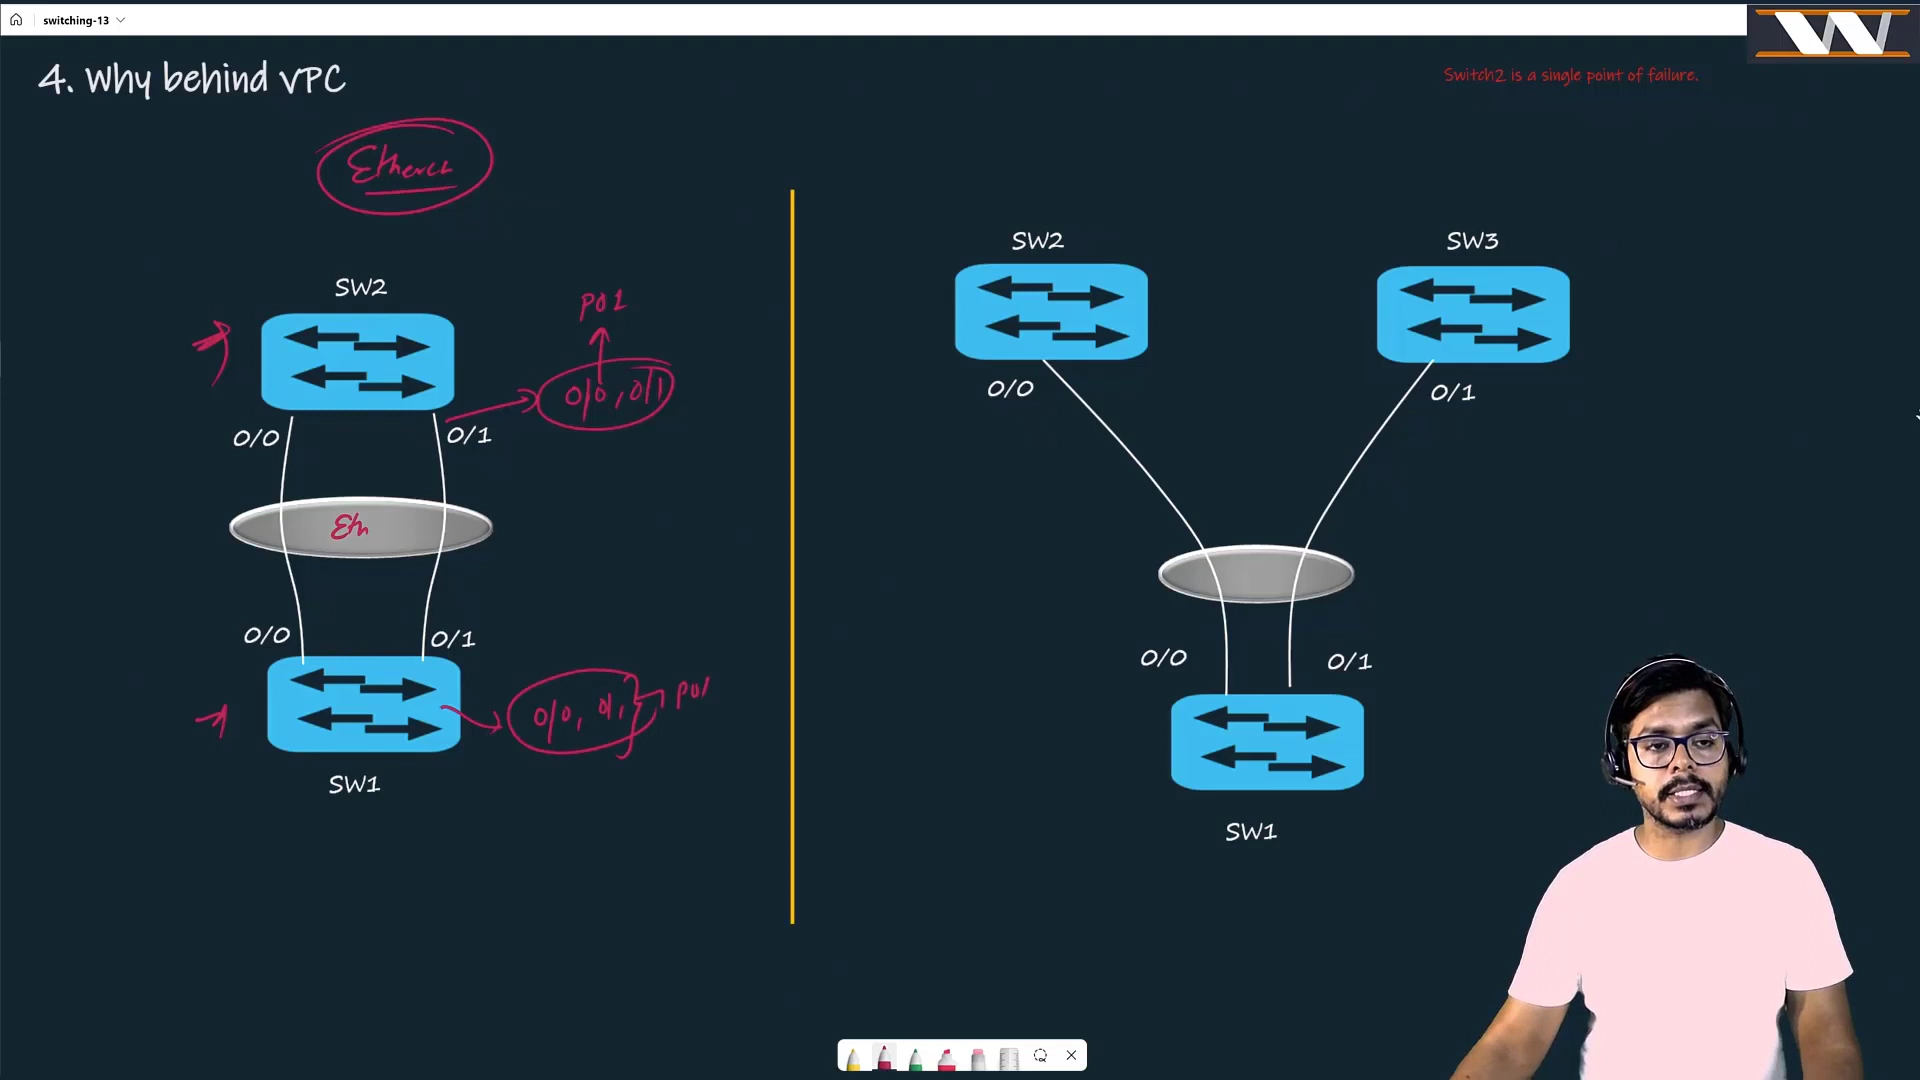 switching-13
4. Why behind VPC
Switch2 is a single point of failure.
Etherch
SW2
PO1
0/0, 0/1
0/0
0/1
Eth
0/0
0/1
0/0, 0/1
PO1
SW1
SW2
SW3
0/0
0/1
0/0
0/1
SW1